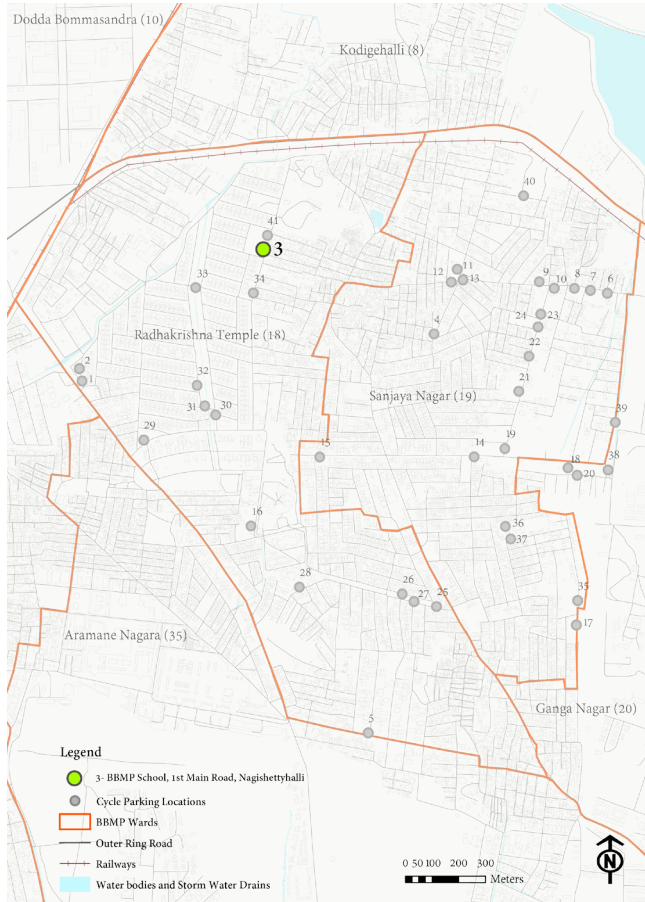 Dodda Bommasandra (10)
Kodigehalli (8)
40
41
3
11
12
13
9
10
8
7
6
33
34
4
24
23
22
Radhakrishna Temple (18)
2
1
32
31
30
21
Sanjaya Nagar (19)
39
29
15
14
19
18
20
38
16
36
37
28
26
27
25
35
17
Aramane Nagara (35)
Ganga Nagar (20)
5
Legend
3- BBMP School, 1st Main Road, Nagishettyhalli
Cycle Parking Locations
BBMP Wards
Outer Ring Road
Railways
Water bodies and Storm Water Drains
0 50 100 200 300
Meters
N